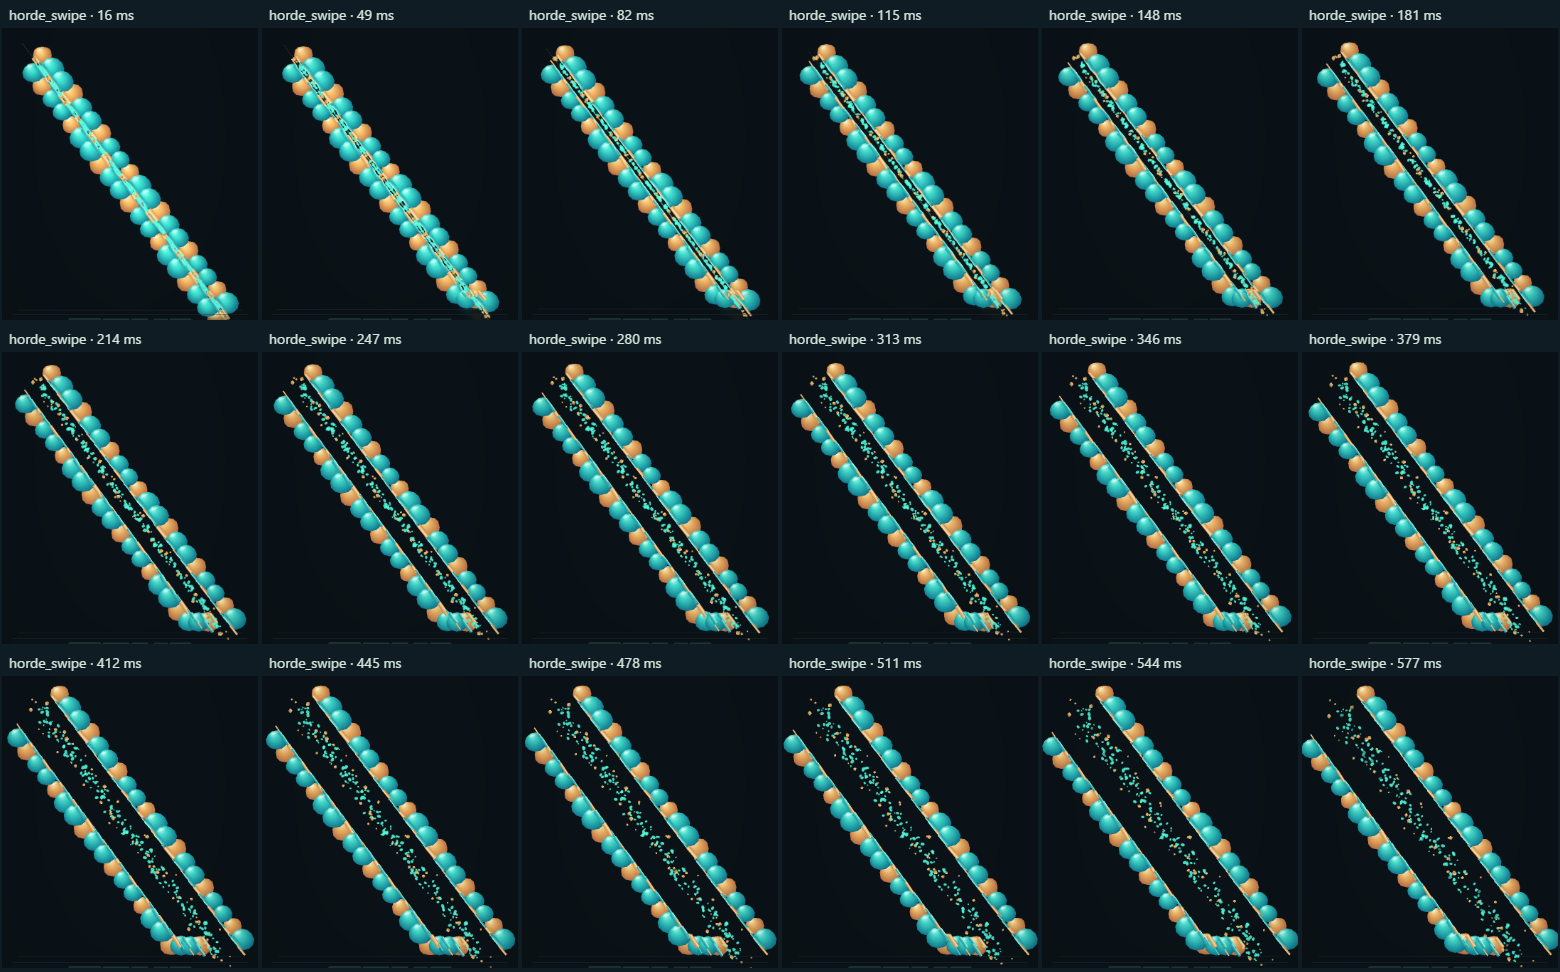 horde_swipe · 16 ms
horde_swipe · 49 ms
horde_swipe · 82 ms
horde_swipe · 115 ms
horde_swipe · 148 ms
horde_swipe · 181 ms
horde_swipe · 214 ms
horde_swipe · 247 ms
horde_swipe · 280 ms
horde_swipe · 313 ms
horde_swipe · 346 ms
horde_swipe · 379 ms
horde_swipe · 412 ms
horde_swipe · 445 ms
horde_swipe · 478 ms
horde_swipe · 511 ms
horde_swipe · 544 ms
horde_swipe · 577 ms